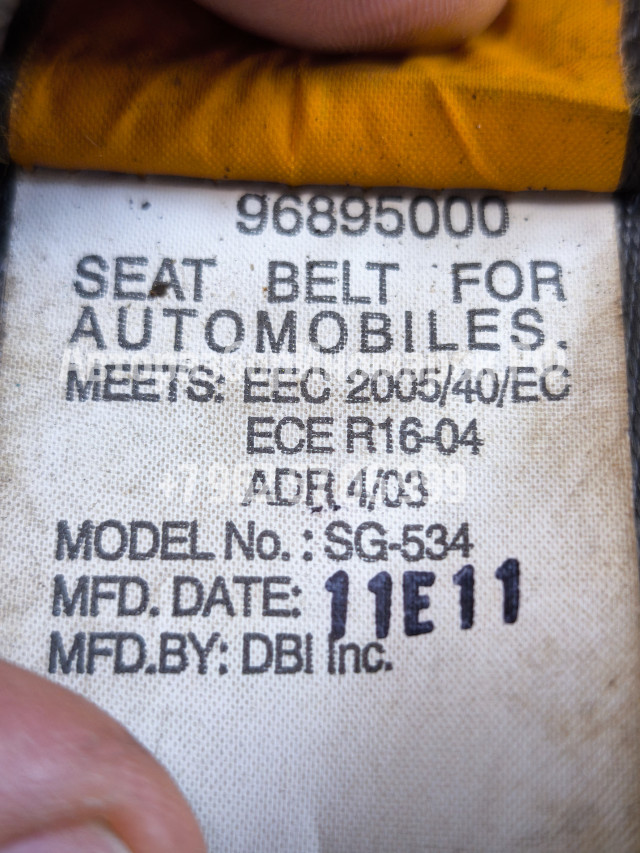 96895000
SEAT BELT FOR
AUTOMOBILES.
MEETS: EEC 2005/40/EC
ECE R16-04
ADR 4/03
MODEL No. : SG-534
MFD. DATE: 11E11
MFD.BY: DBI Inc.